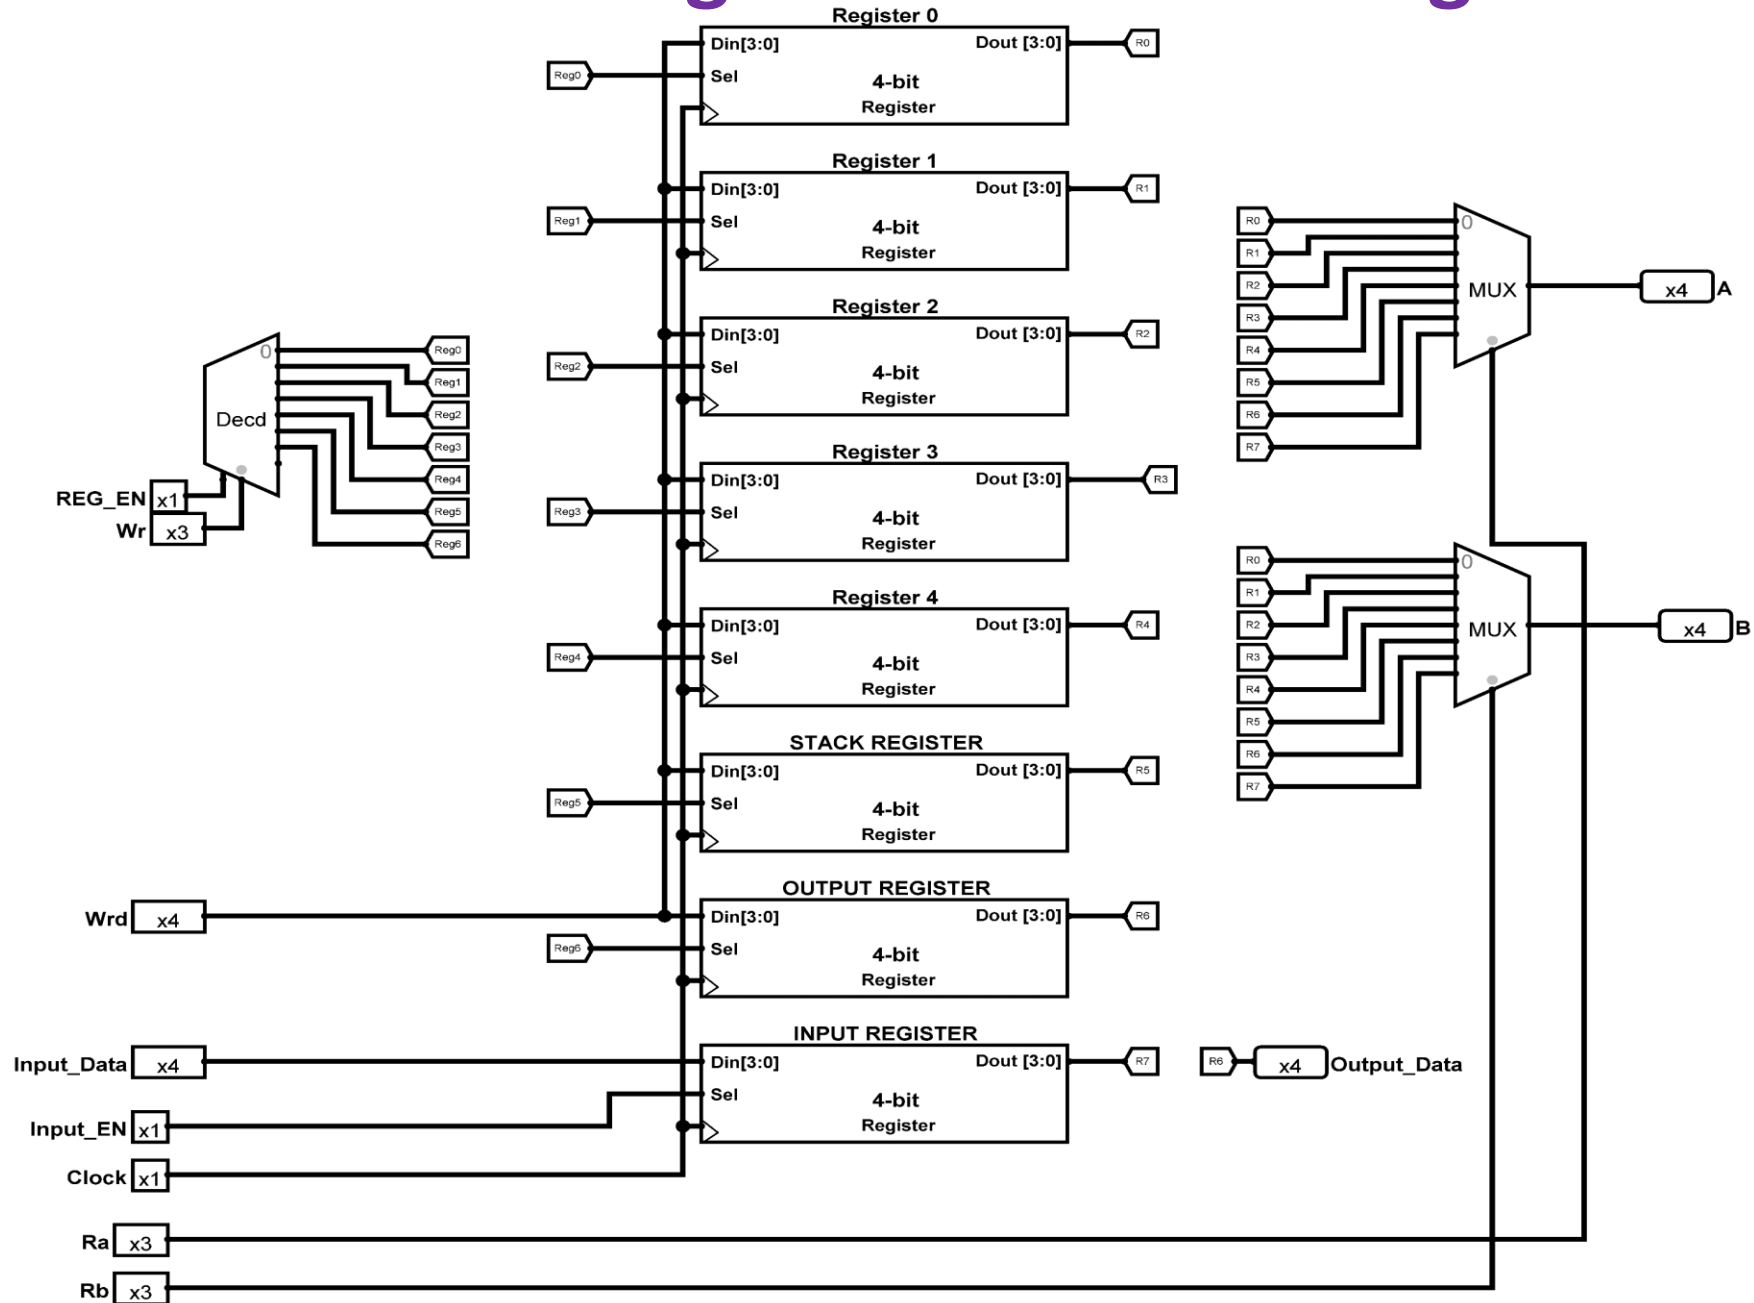 Register 0
Din[3:0]
Dout [3:0]
Reg0
Sel
4-bit
Register
R0
Register 1
Din[3:0]
Dout [3:0]
Reg1
Sel
4-bit
Register
R1
Register 2
Din[3:0]
Dout [3:0]
Reg2
Sel
4-bit
Register
R2
Register 3
Din[3:0]
Dout [3:0]
Reg3
Sel
4-bit
Register
R3
Register 4
Din[3:0]
Dout [3:0]
Reg4
Sel
4-bit
Register
R4
STACK REGISTER
Din[3:0]
Dout [3:0]
Reg5
Sel
4-bit
Register
R5
OUTPUT REGISTER
Din[3:0]
Dout [3:0]
Reg6
Sel
4-bit
Register
R6
INPUT REGISTER
Din[3:0]
Dout [3:0]
Sel
4-bit
Register
R7
0
Decd
Reg0
Reg1
Reg2
Reg3
Reg4
Reg5
Reg6
REG_EN x1
Wr x3
Wrd x4
Input_Data x4
Input_EN x1
Clock x1
Ra x3
Rb x3
R0
R1
R2
R3
R4
R5
R6
R7
0
MUX
x4 A
R0
R1
R2
R3
R4
R5
R6
R7
0
MUX
x4 B
R6 x4 Output_Data